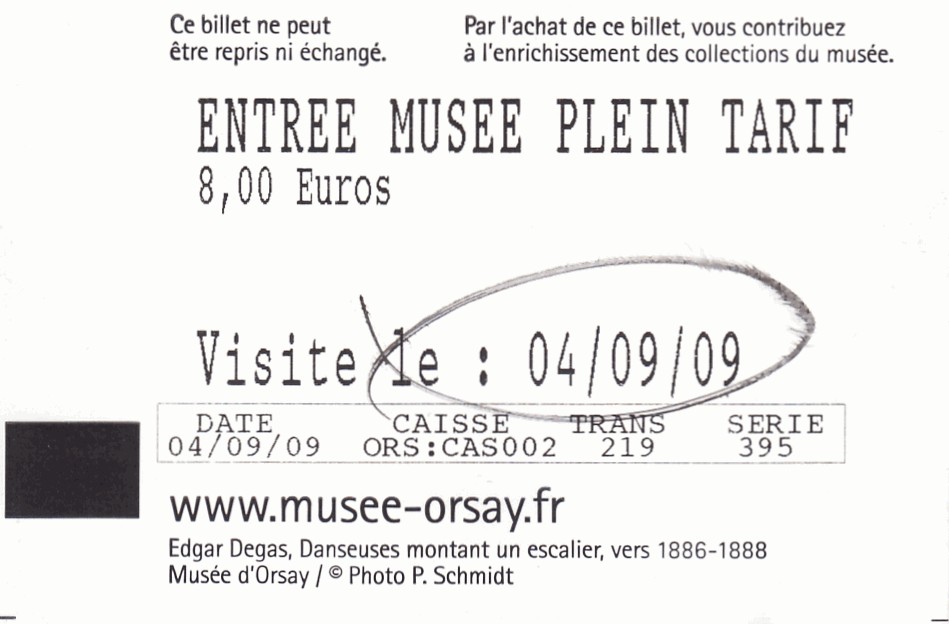 Ce billet ne peut
être repris ni échangé.
Par l'achat de ce billet, vous contribuez
à l'enrichissement des collections du musée.
ENTREE MUSEE PLEIN TARIF
8,00 Euros
Visite le : 04/09/09
DATE CAISSE TRANS SERIE
04/09/09 ORS:CAS002 219 395
www.musee-orsay.fr
Edgar Degas, Danseuses montant un escalier, vers 1886-1888
Musée d'Orsay / © Photo P. Schmidt